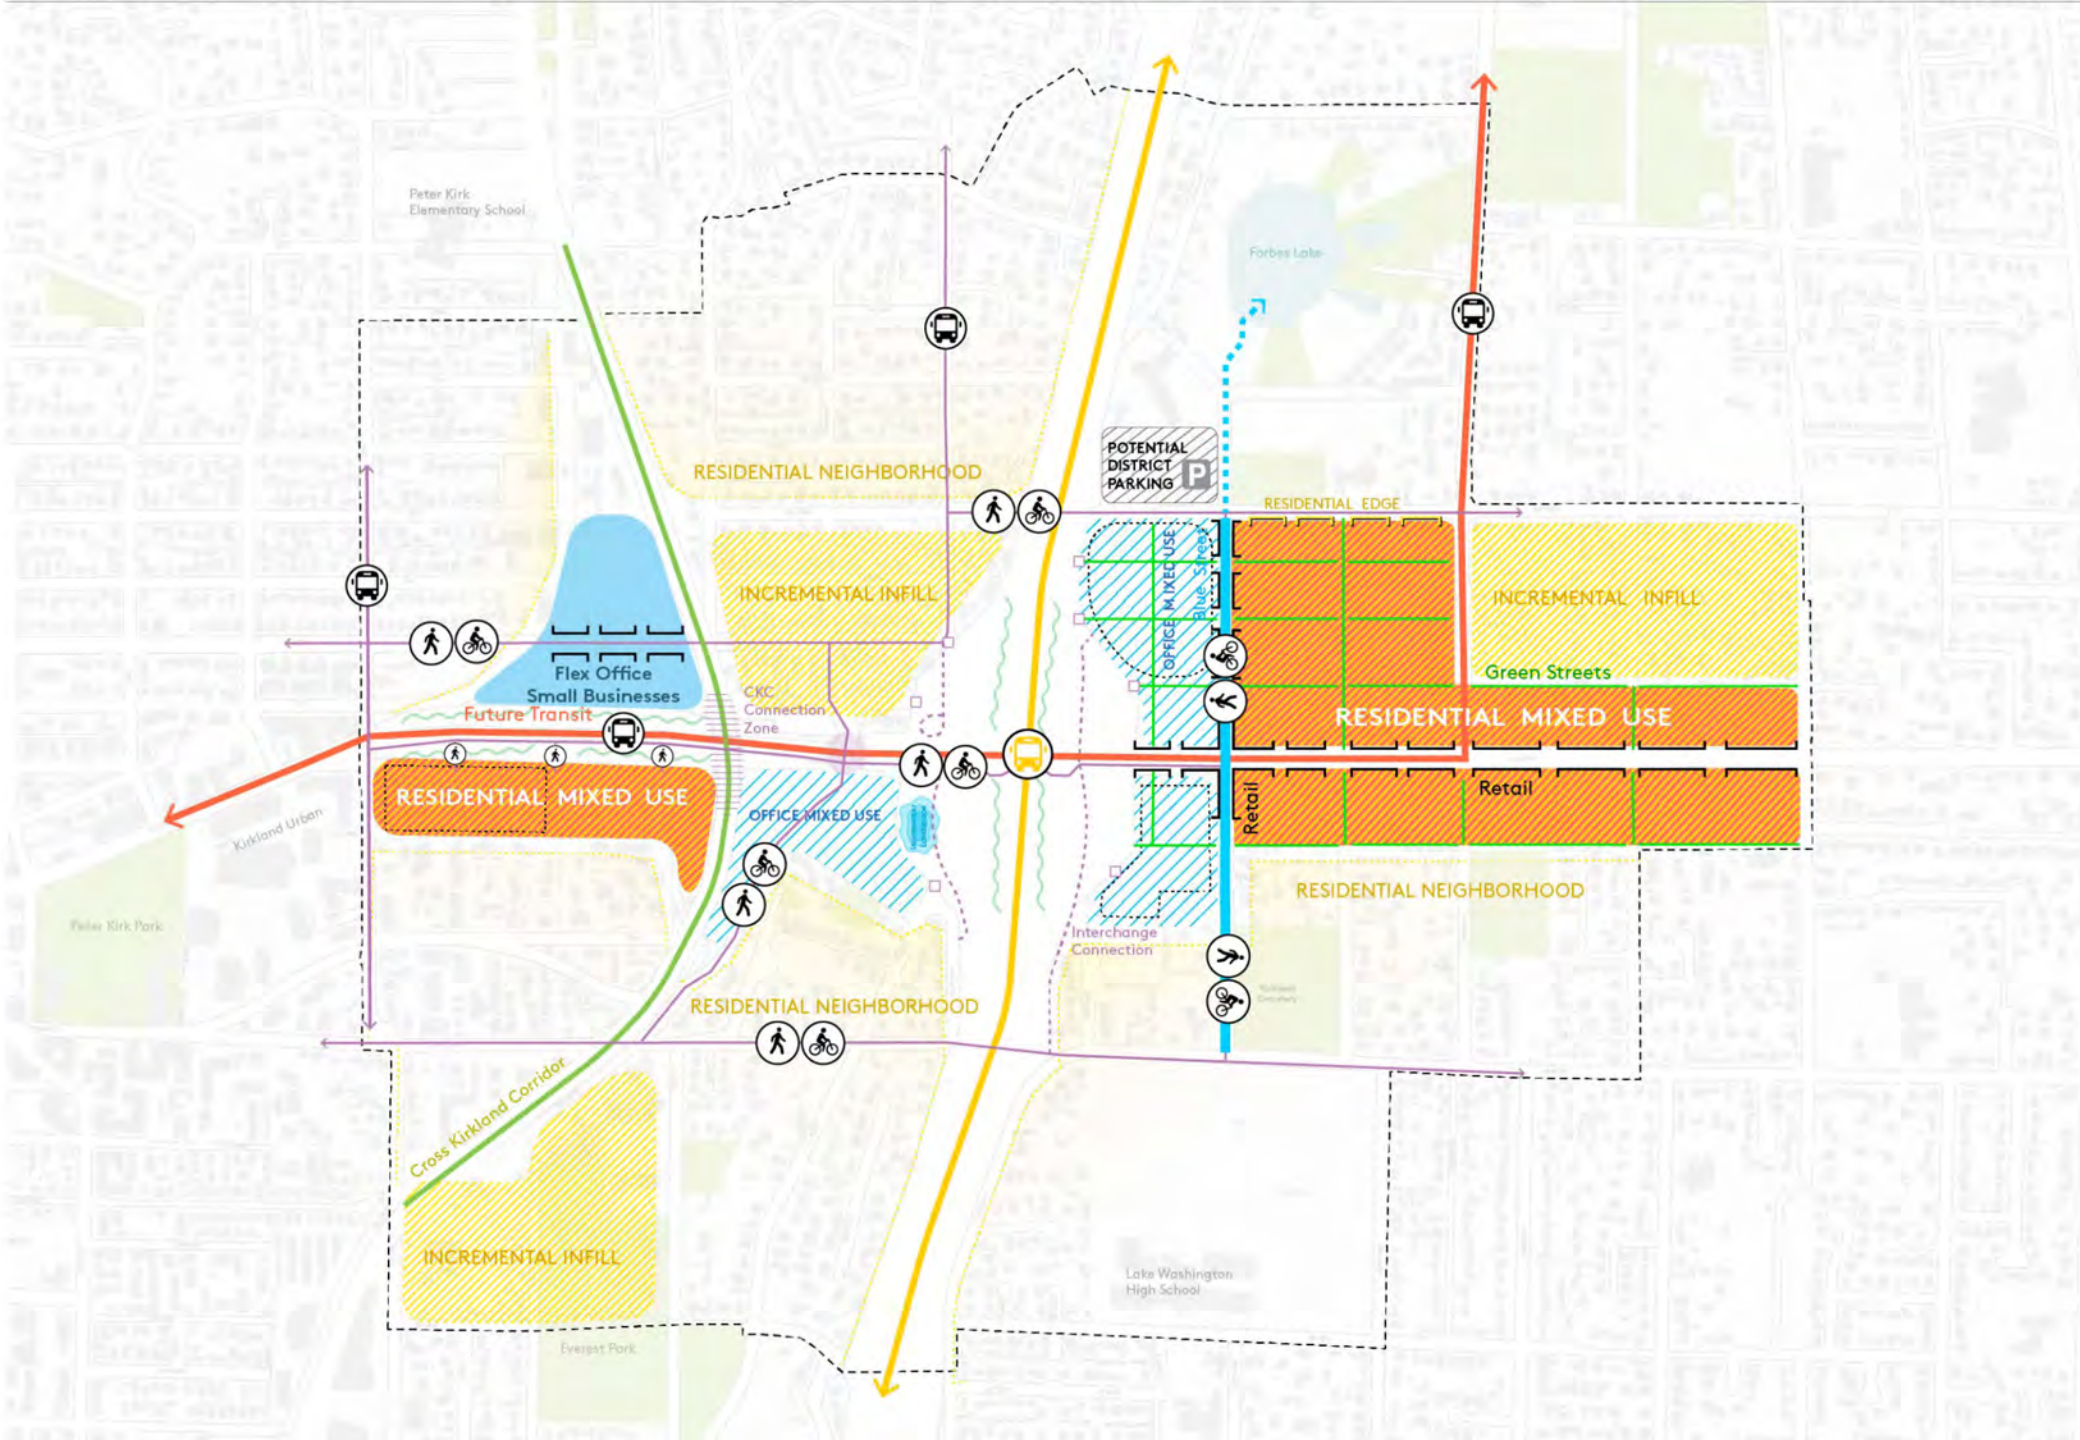 Peter Kirk
Elementary School
Forbes Lake
RESIDENTIAL NEIGHBORHOOD
POTENTIAL
DISTRICT
PARKING
P
RESIDENTIAL EDGE
INCREMENTAL INFILL
OFFICE MIXED USE
Blue Street
INCREMENTAL INFILL
Flex Office
Small Businesses
Green Streets
CKC
Connection
Zone
Future Transit
RESIDENTIAL MIXED USE
RESIDENTIAL MIXED USE
OFFICE MIXED USE
Retail
Retail
Kirkland Urban
RESIDENTIAL NEIGHBORHOOD
Peter Kirk Park
Interchange
Connection
RESIDENTIAL NEIGHBORHOOD
Cross Kirkland Corridor
INCREMENTAL INFILL
Lake Washington
High School
Everest Park